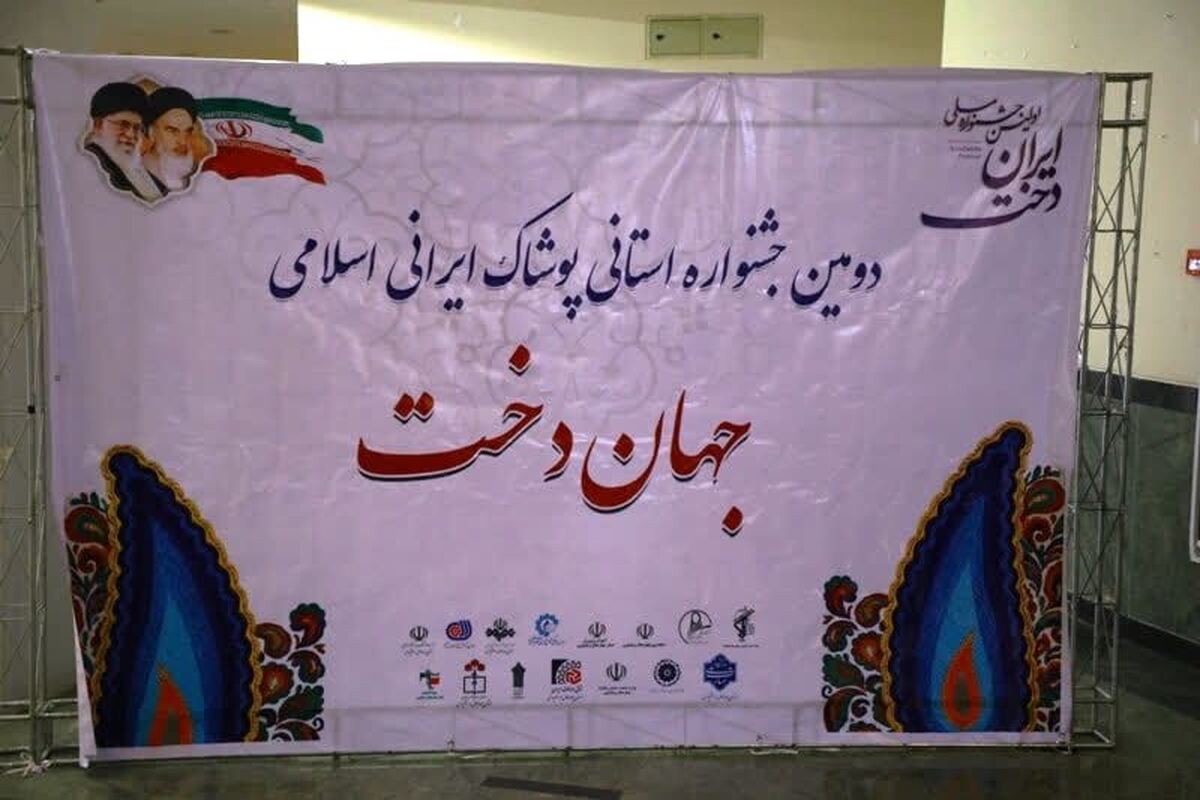 اولین جشنواره ملی
ایران
دخت
دومین جشنواره استانی پوشاک ایرانی اسلامی
جهان دخت